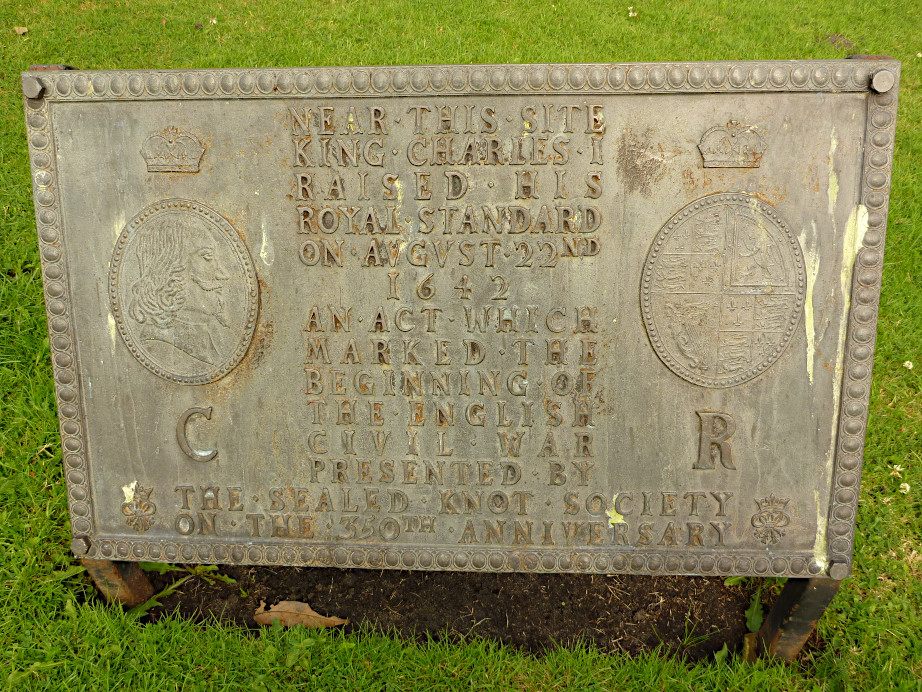 NEAR·THIS·SITE
KING·CHARLES·I
RAISED·HIS
ROYAL·STANDARD
ON·AVGVST·22ND
1642
AN·ACT·WHICH
MARKED·THE
BEGINNING·OF
THE·ENGLISH
CIVIL·WAR
PRESENTED·BY
C R
THE·SEALED·KNOT·SOCIETY
ON·THE·350TH·ANNIVERSARY